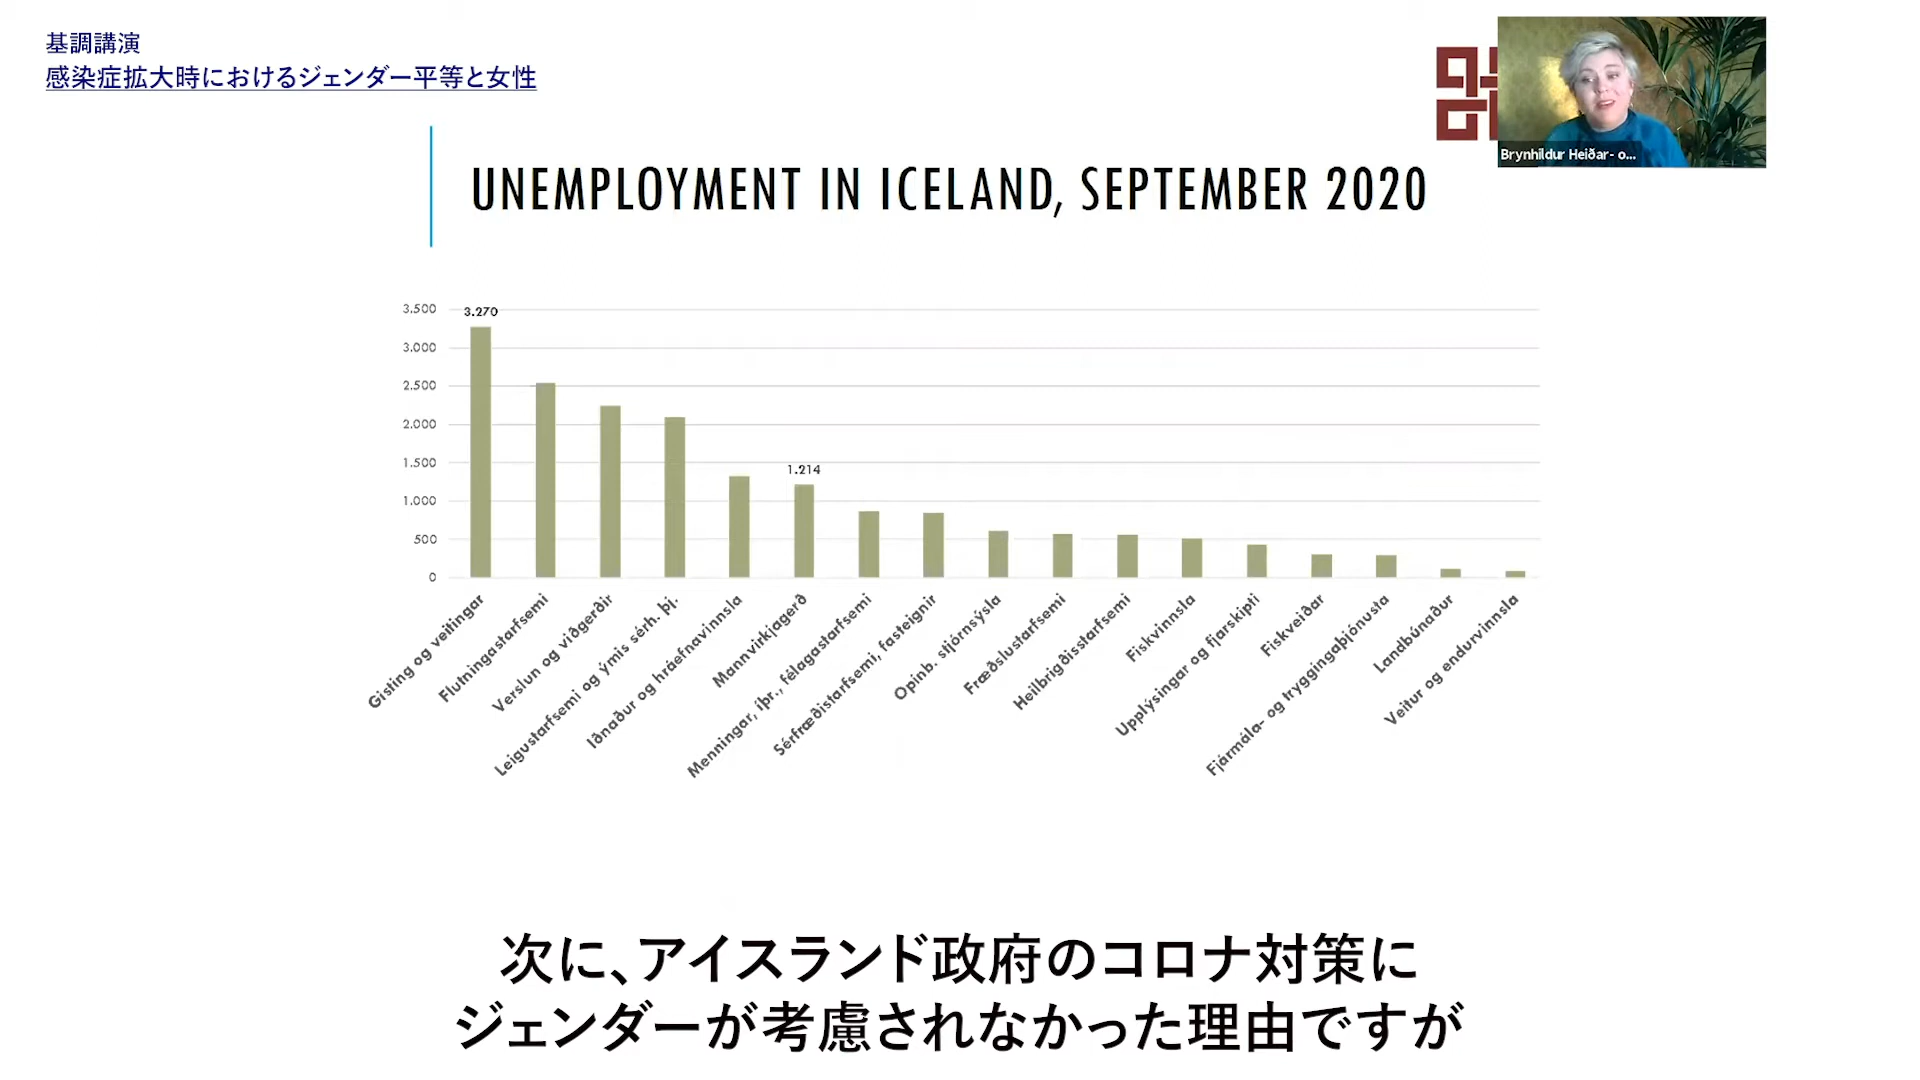 基調講演
感染症拡大時におけるジェンダー平等と女性
Brynhildur Heiðar- o...
UNEMPLOYMENT IN ICELAND, SEPTEMBER 2020
3.500
3.000
2.500
2.000
1.500
1.000
500
0
3.270
1.214
Gisting og veitingar
Flutningastarfsemi
Verslun og viðgerðir
Leigustarfsemi og ýmis sérh. þj.
Iðnaður og hráefnavinnsla
Mannvirkjagerð
Menningar, íþr., félagastarfsemi
Sérfræðistarfsemi, fasteignir
Opinb. stjórnsýsla
Fræðslustarfsemi
Heilbrigðisstarfsemi
Fiskvinnsla
Upplýsingar og fjarskipti
Fiskveiðar
Fjármála- og tryggingaþjónusta
Landbúnaður
Veitur og endurvinnsla
次に、アイスランド政府のコロナ対策に
ジェンダーが考慮されなかった理由ですが